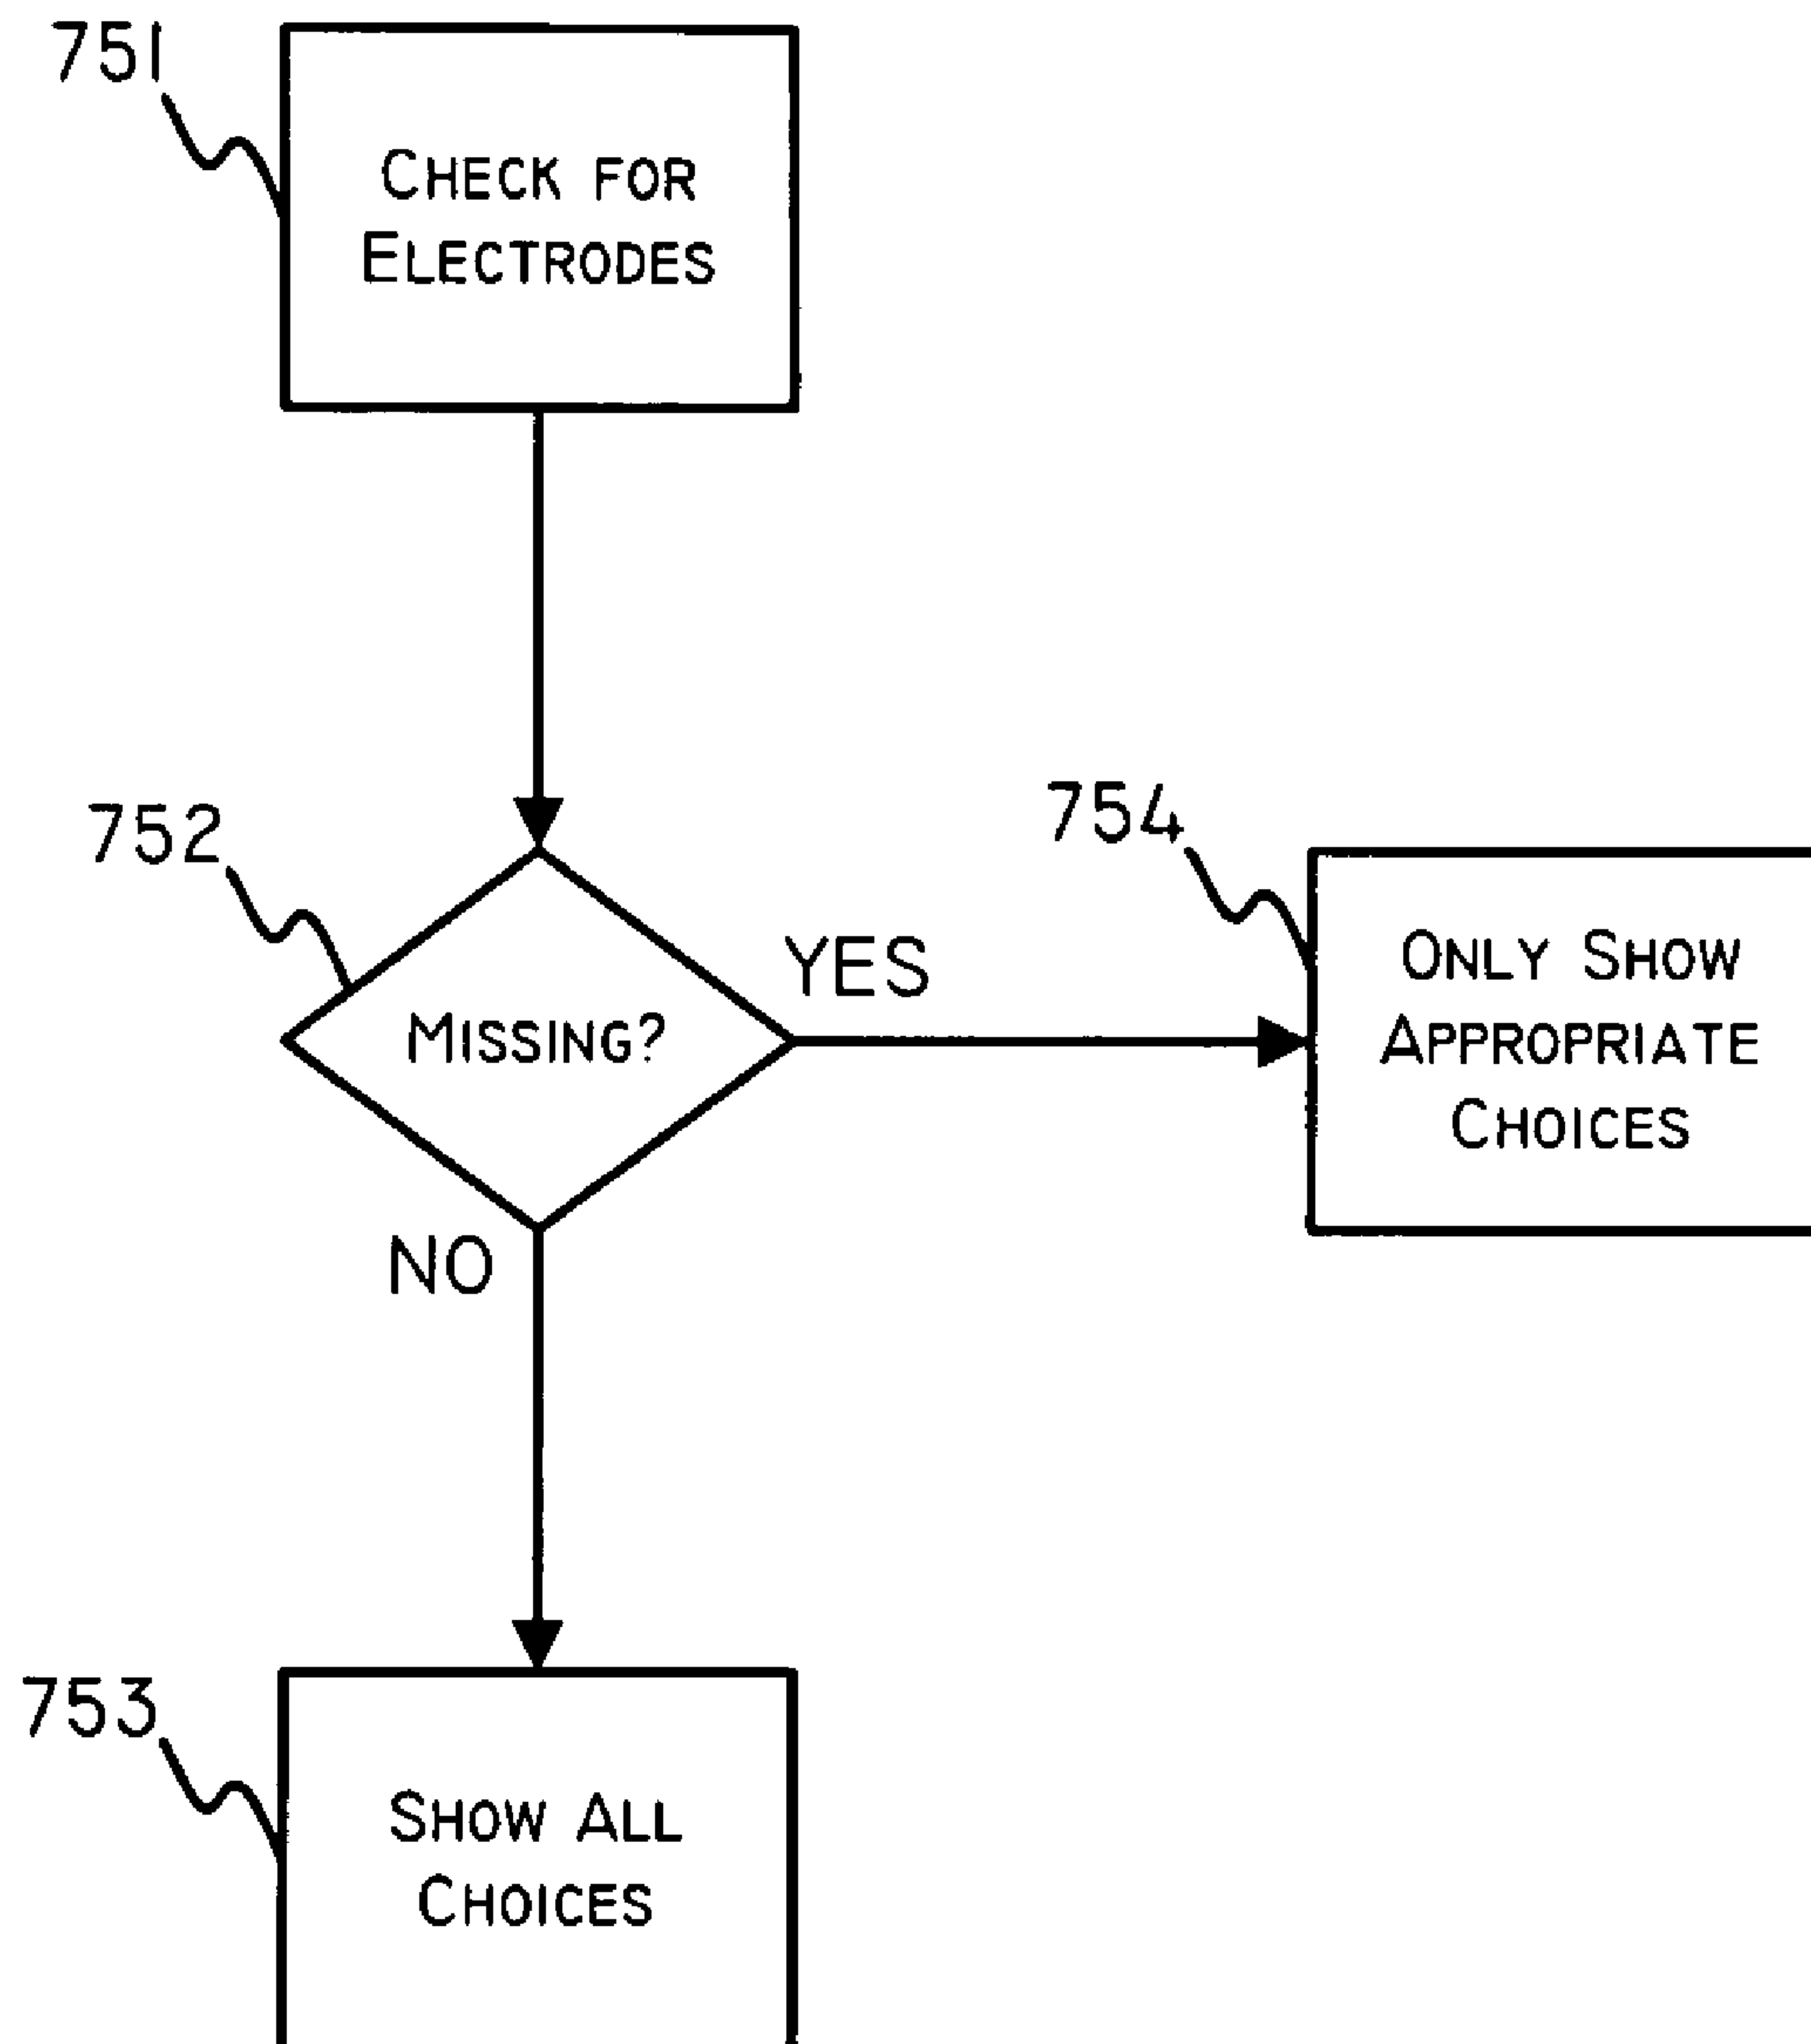 751
CHECK FOR
ELECTRODES
752
MISSING?
YES
NO
754
ONLY SHOW
APPROPRIATE
CHOICES
753
SHOW ALL
CHOICES